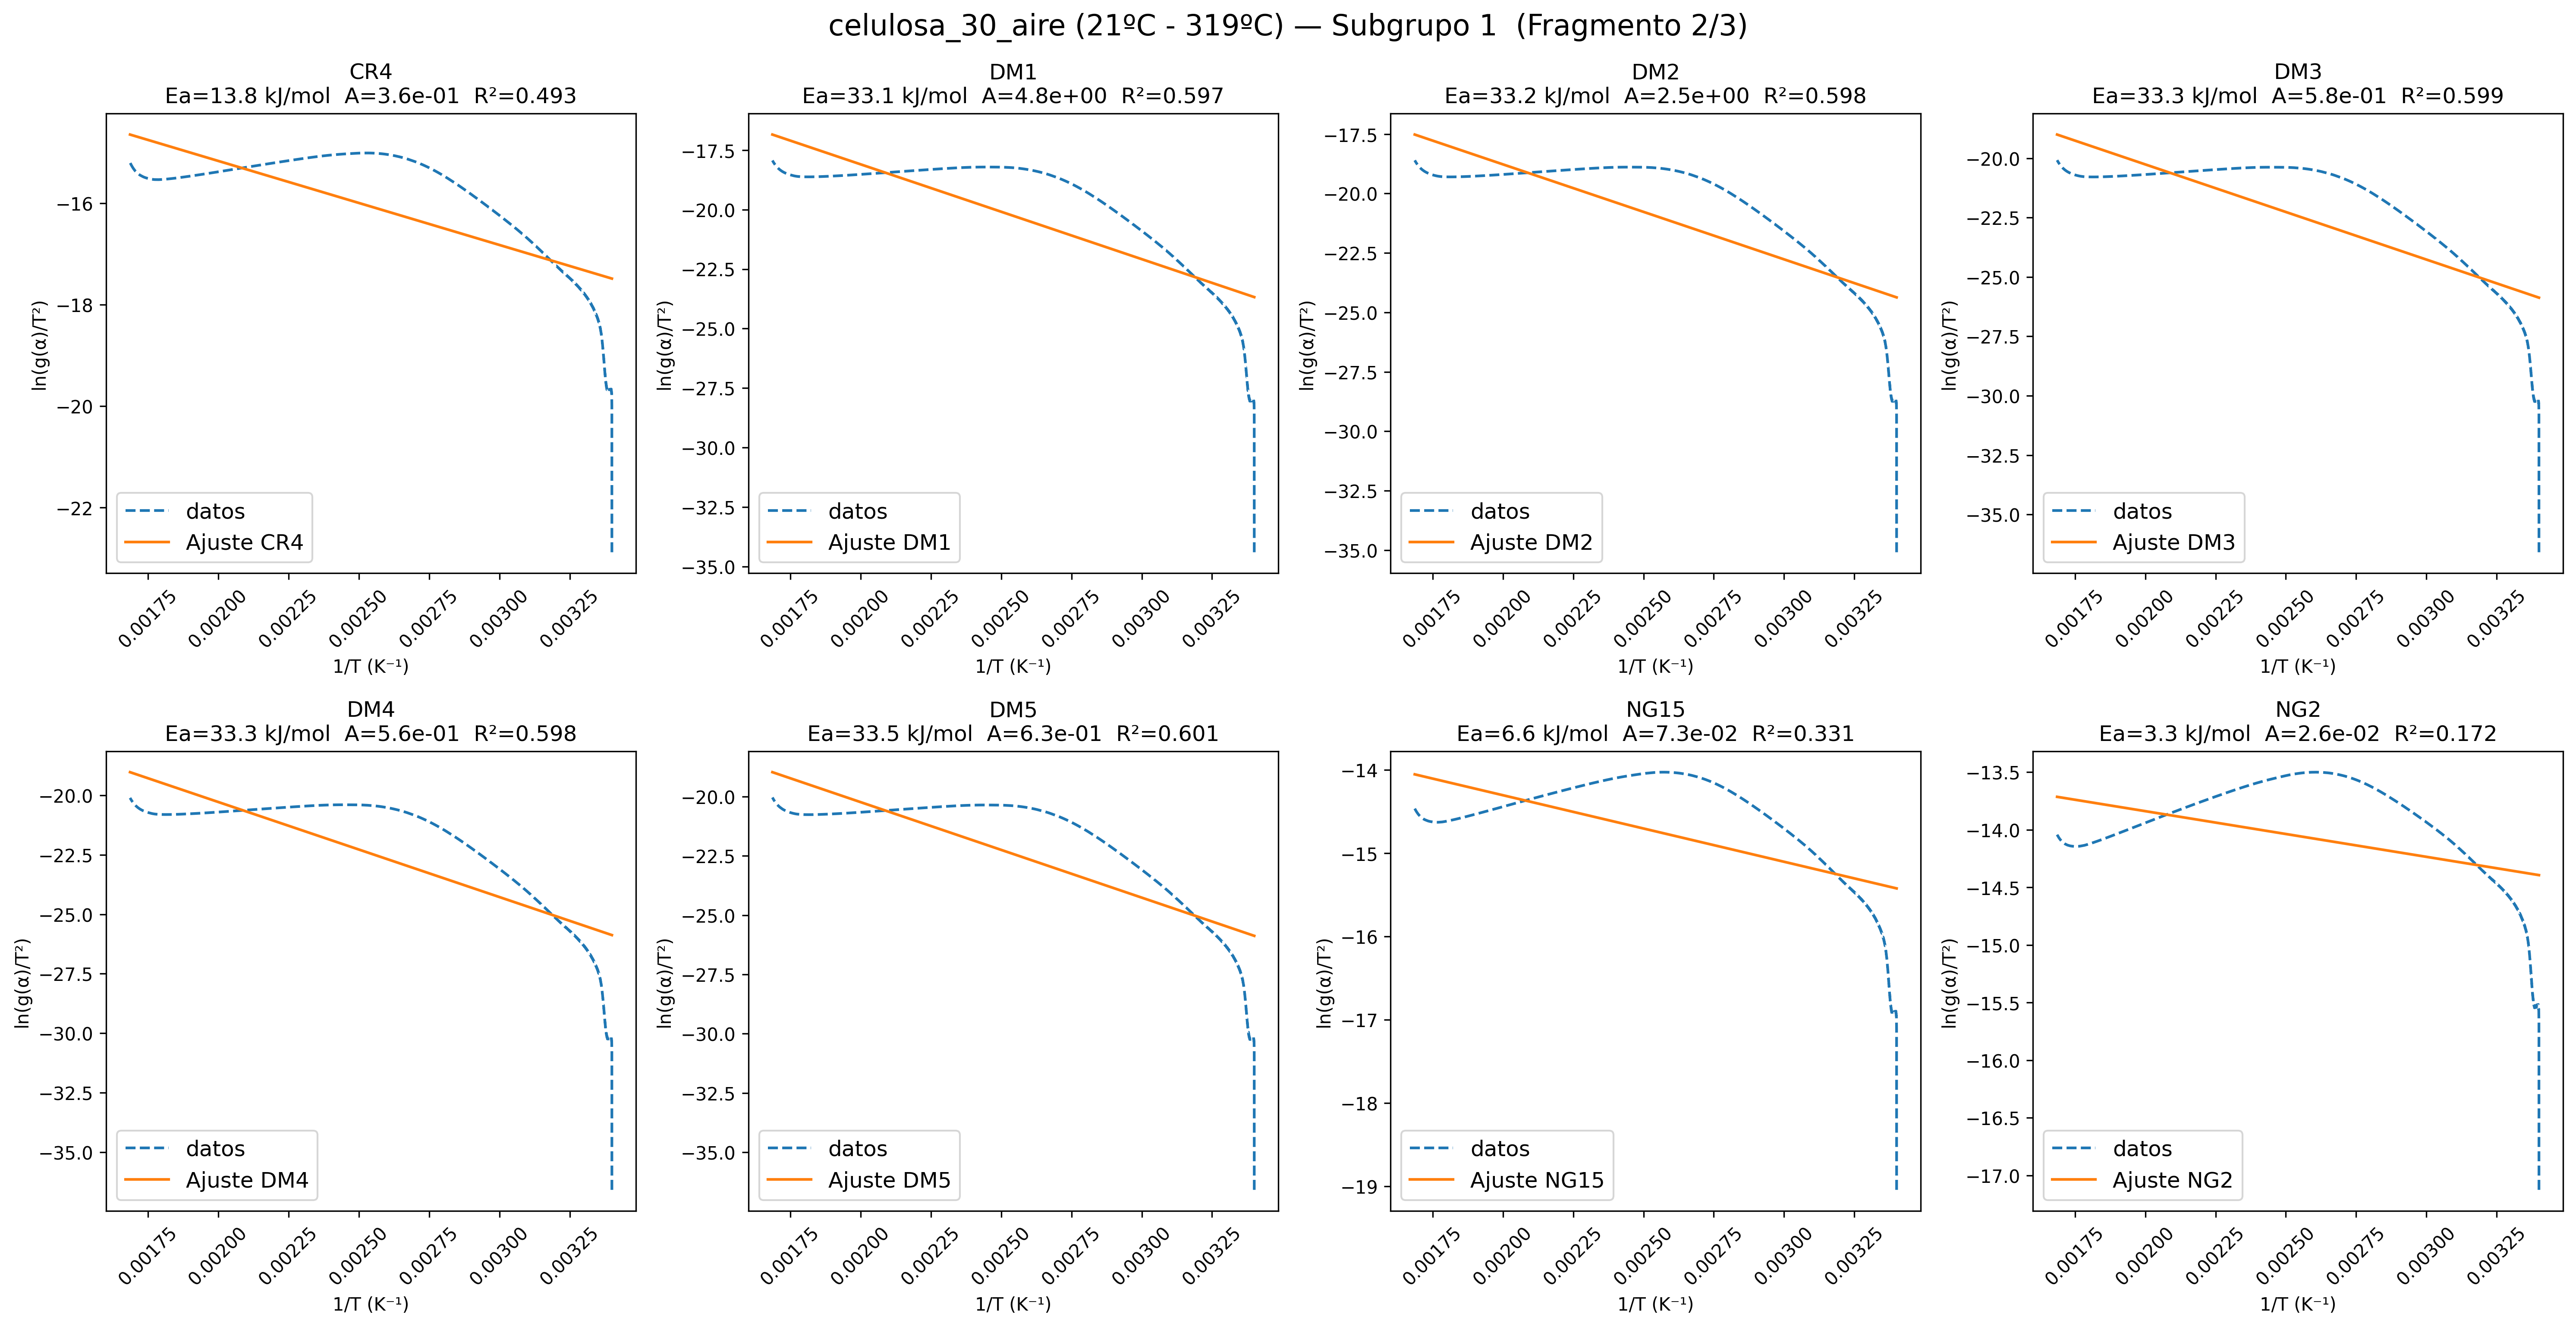 celulosa_30_aire (21ºC - 319ºC) — Subgrupo 1  (Fragmento 2/3)
CR4
Ea=13.8 kJ/mol  A=3.6e-01  R²=0.493
ln(g(α)/T²)
−16
−18
−20
−22
datos
Ajuste CR4
0.00175
0.00200
0.00225
0.00250
0.00275
0.00300
0.00325
1/T (K⁻¹)
DM1
Ea=33.1 kJ/mol  A=4.8e+00  R²=0.597
ln(g(α)/T²)
−17.5
−20.0
−22.5
−25.0
−27.5
−30.0
−32.5
−35.0
datos
Ajuste DM1
0.00175
0.00200
0.00225
0.00250
0.00275
0.00300
0.00325
1/T (K⁻¹)
DM2
Ea=33.2 kJ/mol  A=2.5e+00  R²=0.598
ln(g(α)/T²)
−17.5
−20.0
−22.5
−25.0
−27.5
−30.0
−32.5
−35.0
datos
Ajuste DM2
0.00175
0.00200
0.00225
0.00250
0.00275
0.00300
0.00325
1/T (K⁻¹)
DM3
Ea=33.3 kJ/mol  A=5.8e-01  R²=0.599
ln(g(α)/T²)
−20.0
−22.5
−25.0
−27.5
−30.0
−32.5
−35.0
datos
Ajuste DM3
0.00175
0.00200
0.00225
0.00250
0.00275
0.00300
0.00325
1/T (K⁻¹)
DM4
Ea=33.3 kJ/mol  A=5.6e-01  R²=0.598
ln(g(α)/T²)
−20.0
−22.5
−25.0
−27.5
−30.0
−32.5
−35.0
datos
Ajuste DM4
0.00175
0.00200
0.00225
0.00250
0.00275
0.00300
0.00325
1/T (K⁻¹)
DM5
Ea=33.5 kJ/mol  A=6.3e-01  R²=0.601
ln(g(α)/T²)
−20.0
−22.5
−25.0
−27.5
−30.0
−32.5
−35.0
datos
Ajuste DM5
0.00175
0.00200
0.00225
0.00250
0.00275
0.00300
0.00325
1/T (K⁻¹)
NG15
Ea=6.6 kJ/mol  A=7.3e-02  R²=0.331
ln(g(α)/T²)
−14
−15
−16
−17
−18
−19
datos
Ajuste NG15
0.00175
0.00200
0.00225
0.00250
0.00275
0.00300
0.00325
1/T (K⁻¹)
NG2
Ea=3.3 kJ/mol  A=2.6e-02  R²=0.172
ln(g(α)/T²)
−13.5
−14.0
−14.5
−15.0
−15.5
−16.0
−16.5
−17.0
datos
Ajuste NG2
0.00175
0.00200
0.00225
0.00250
0.00275
0.00300
0.00325
1/T (K⁻¹)